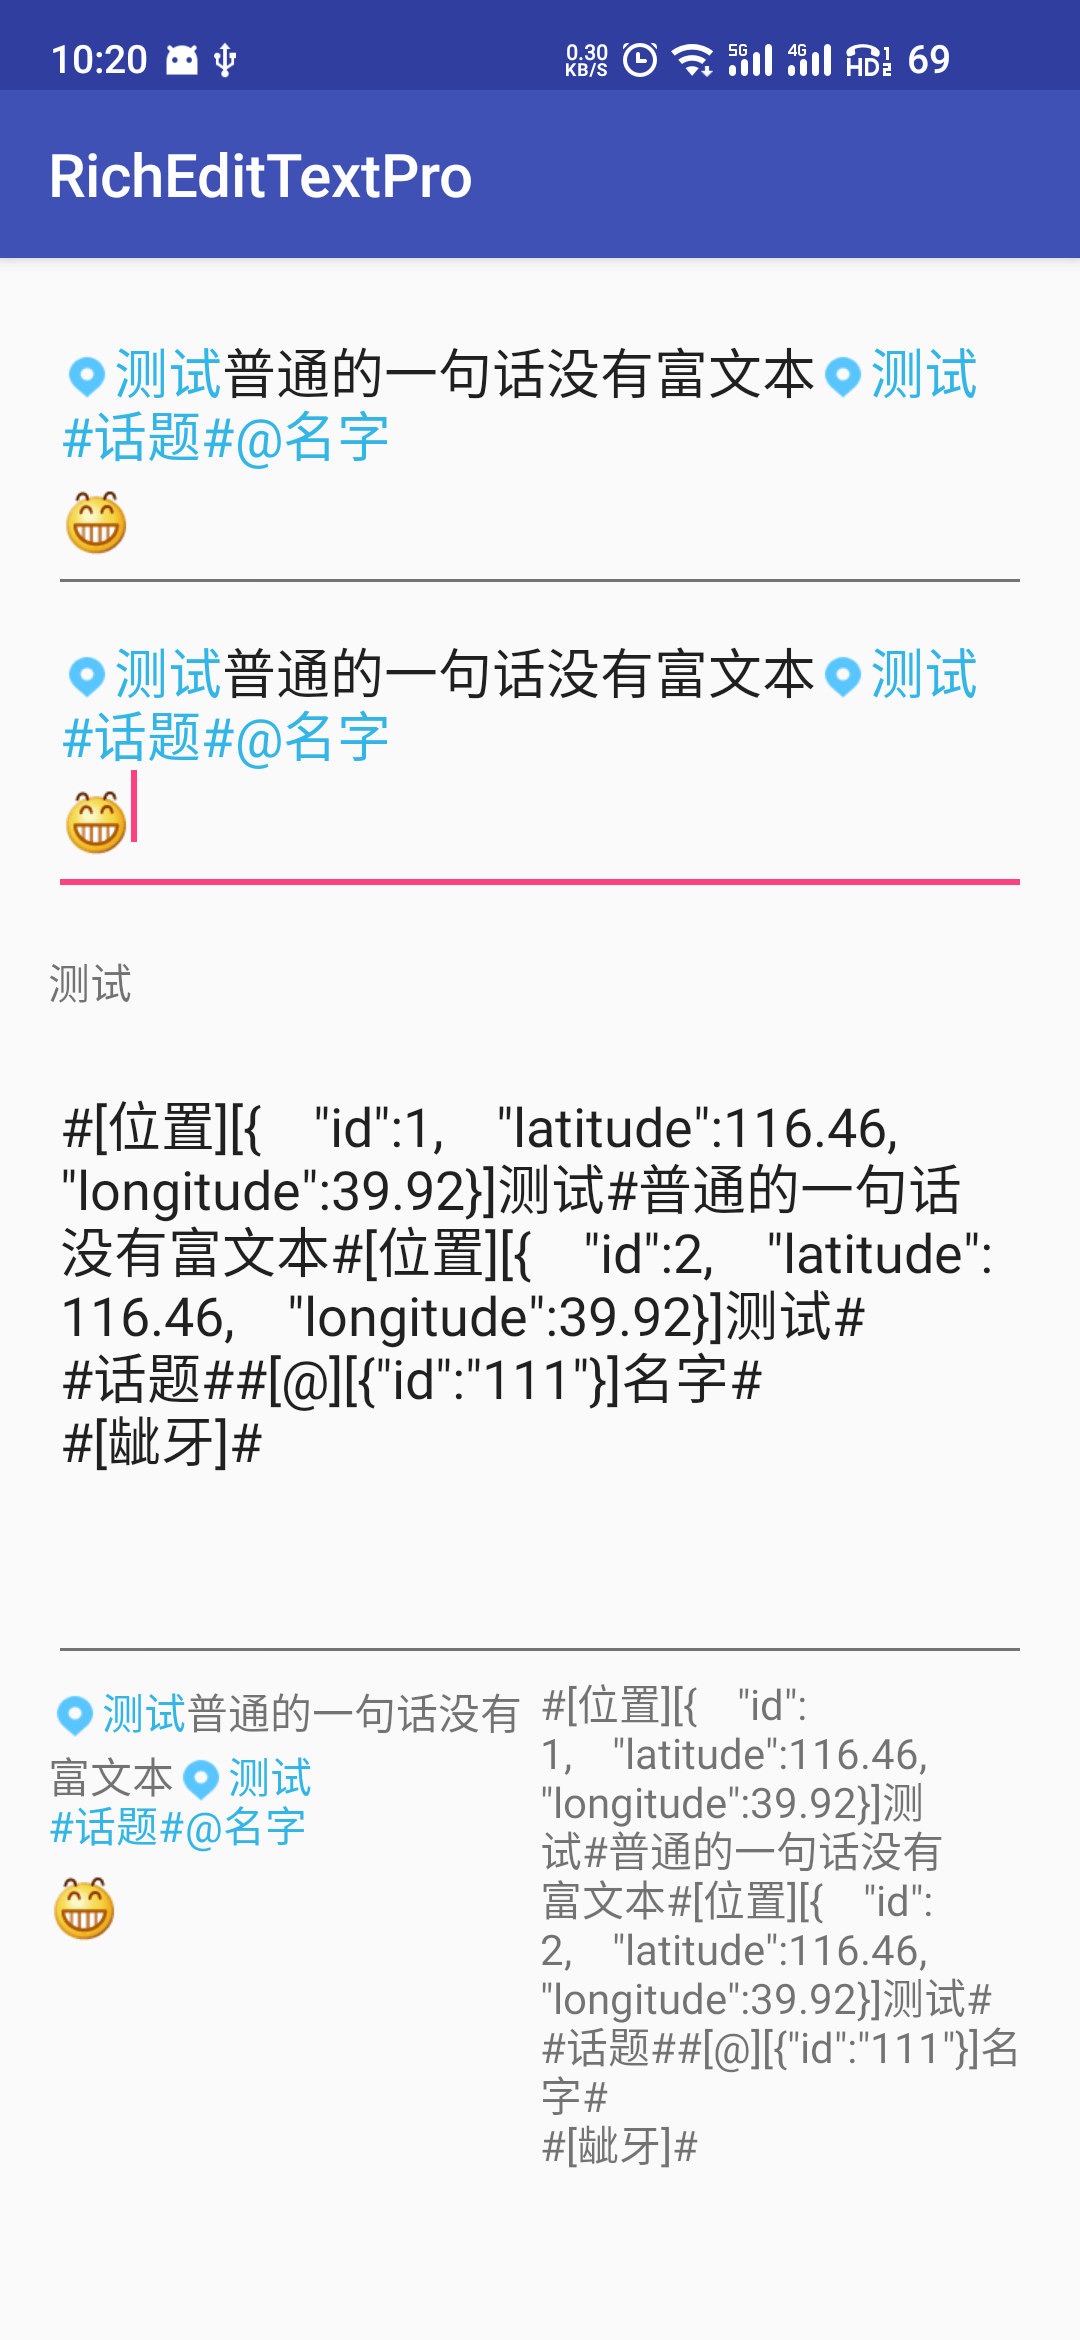 10:20 0.30 KB/S 5G 4G HD 1 2 69
RichEditTextPro
测试普通的一句话没有富文本测试
#话题#@名字
测试普通的一句话没有富文本测试
#话题#@名字
测试
#[位置][{ "id":1, "latitude":116.46,
"longitude":39.92}]测试#普通的一句话
没有富文本#[位置][{ "id":2, "latitude":
116.46, "longitude":39.92}]测试#
#话题##[@][{"id":"111"}]名字#
#[龇牙]#
测试普通的一句话没有
富文本测试
#话题#@名字
#[位置][{ "id":
1, "latitude":116.46,
"longitude":39.92}]测
试#普通的一句话没有
富文本#[位置][{ "id":
2, "latitude":116.46,
"longitude":39.92}]测试#
#话题##[@][{"id":"111"}]名
字#
#[龇牙]#